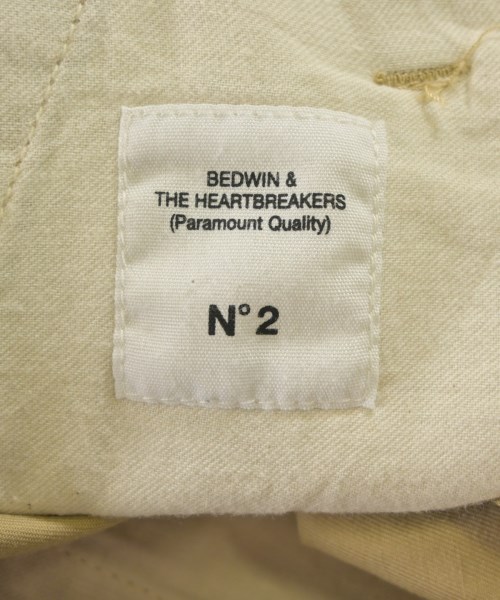 BEDWIN &
THE HEARTBREAKERS
(Paramount Quality)
N° 2